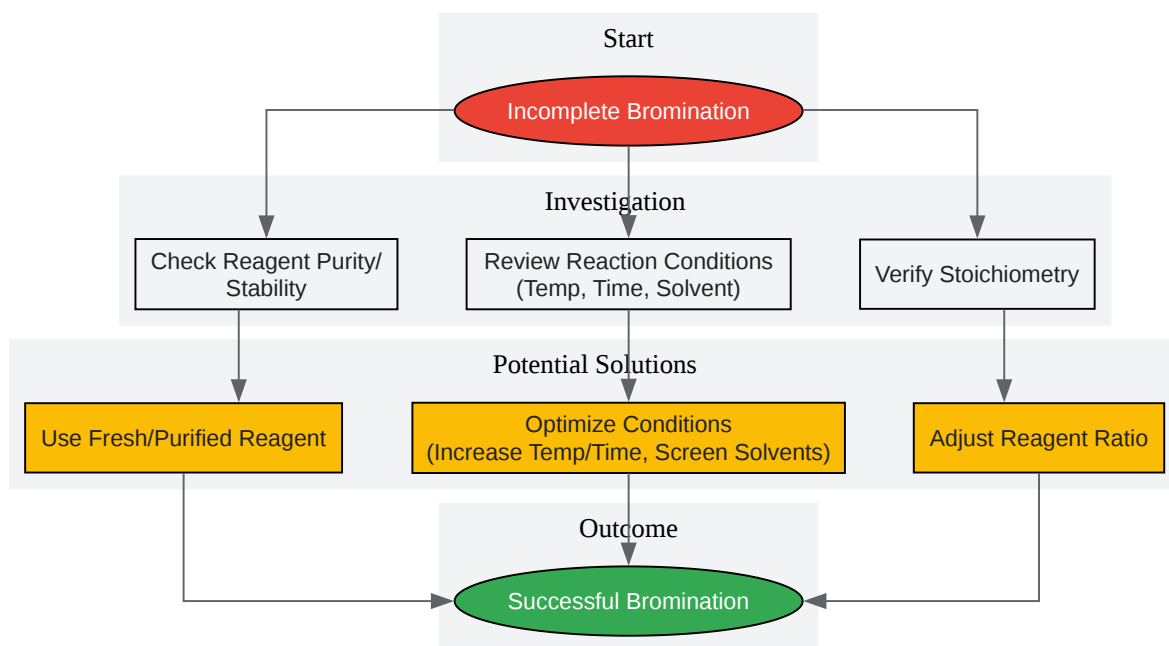 Start
Incomplete Bromination
Investigation
Check Reagent Purity/
Stability
Review Reaction Conditions
(Temp, Time, Solvent)
Verify Stoichiometry
Potential Solutions
Use Fresh/Purified Reagent
Optimize Conditions
(Increase Temp/Time, Screen Solvents)
Adjust Reagent Ratio
Outcome
Successful Bromination